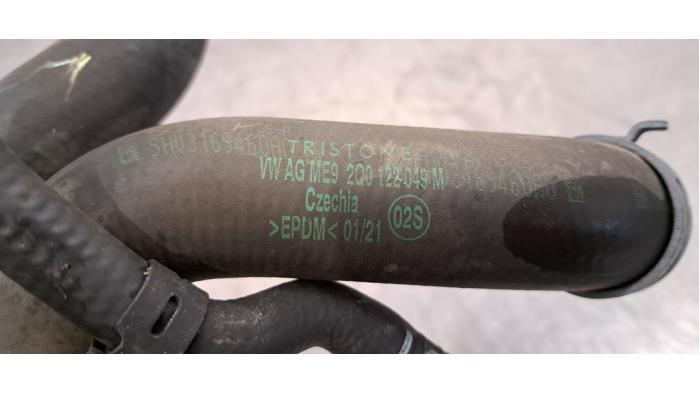 TRISTONE
VW AG ME9 2Q0 122 049 M
Czechia
>EPDM< 01/21
02S